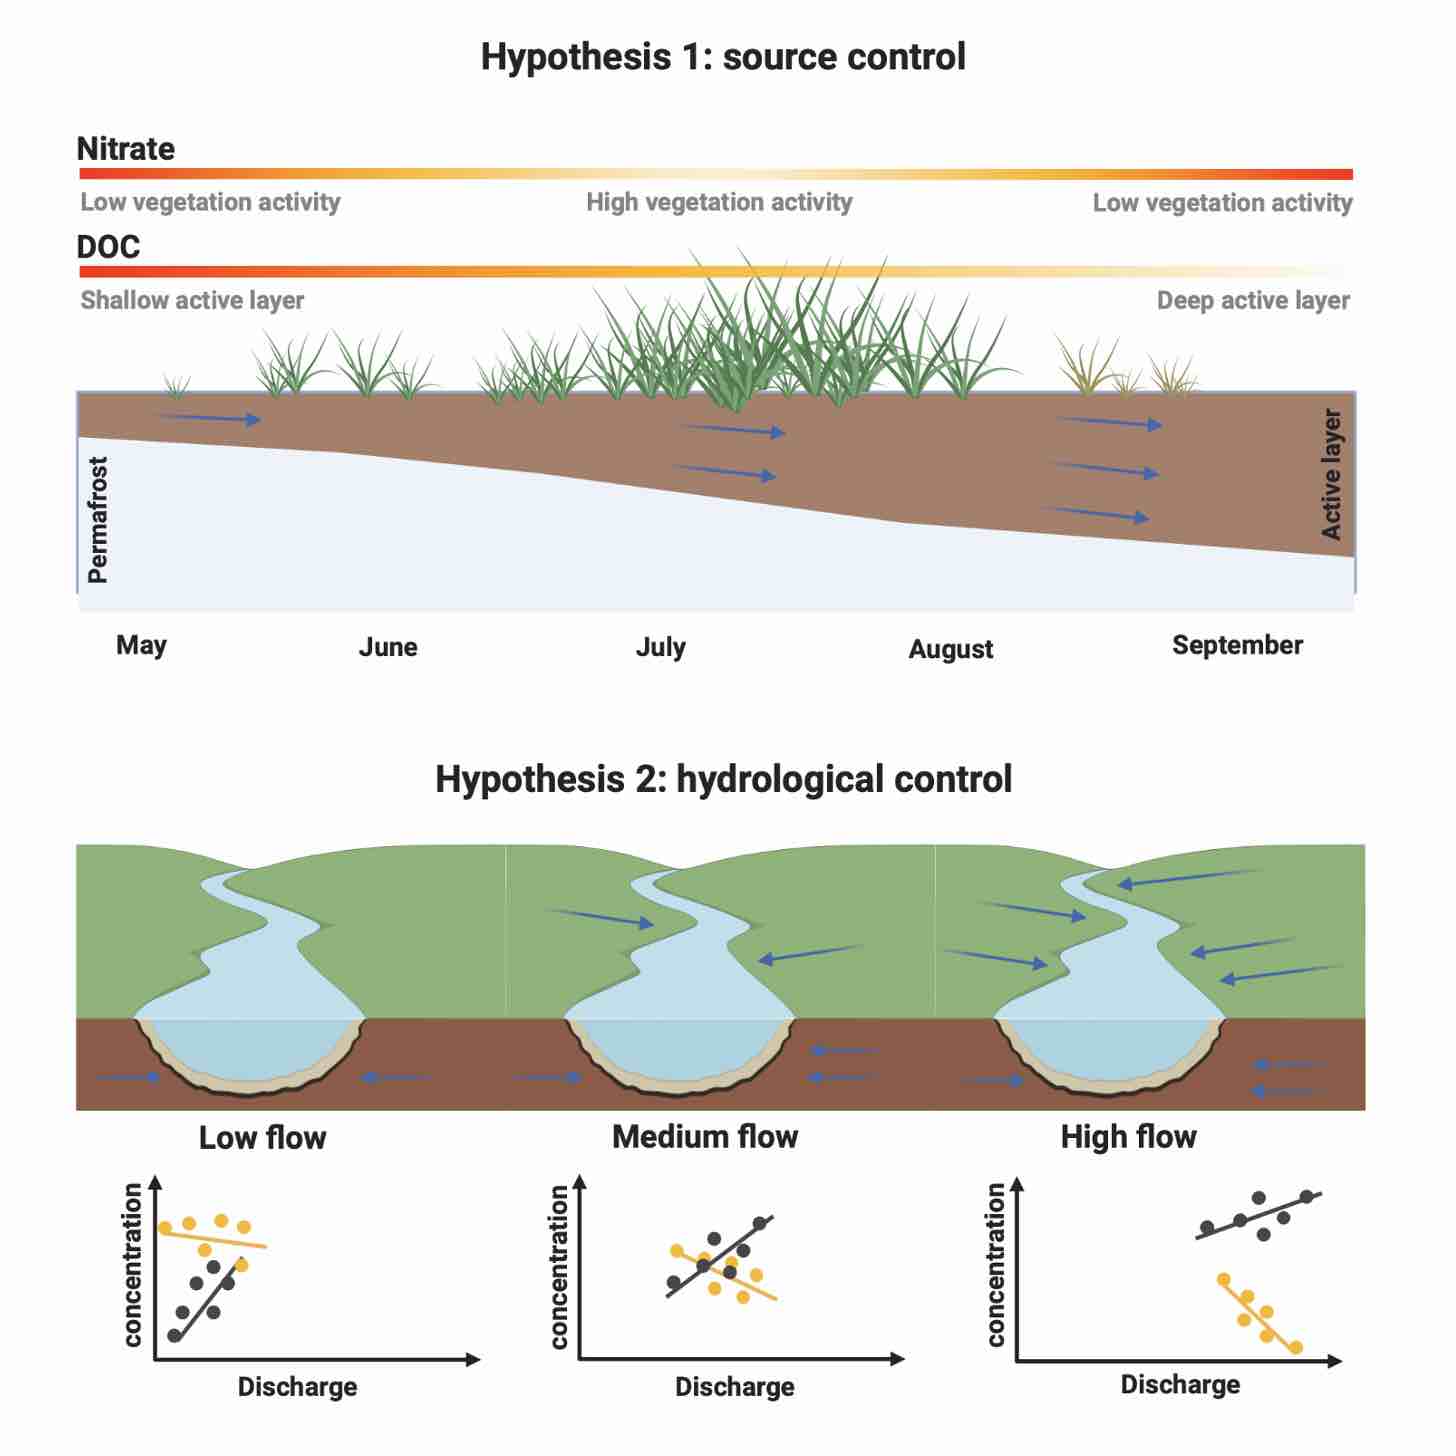 Hypothesis 1: source control
Nitrate
Low vegetation activity
High vegetation activity
Low vegetation activity
DOC
Shallow active layer
Deep active layer
Permafrost
Active layer
May
June
July
August
September
Hypothesis 2: hydrological control
Low flow
Medium flow
High flow
concentration
Discharge
concentration
Discharge
concentration
Discharge